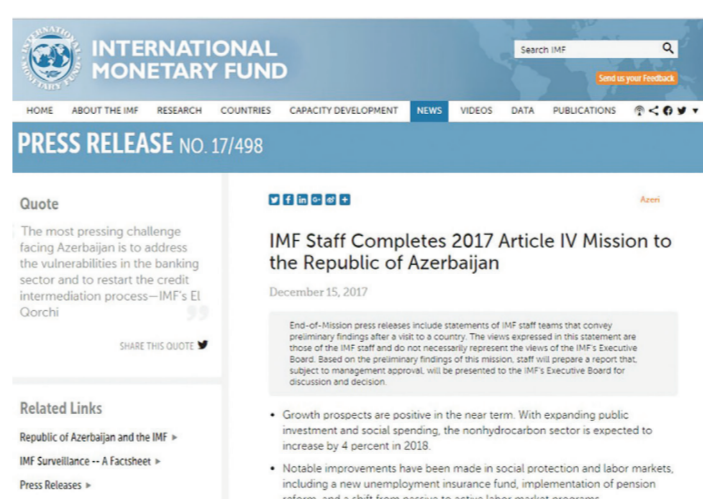 INTERNATIONAL
MONETARY FUND
Search IMF
Send us your Feedback
HOME ABOUT THE IMF RESEARCH COUNTRIES CAPACITY DEVELOPMENT NEWS VIDEOS DATA PUBLICATIONS
PRESS RELEASE NO. 17/498
Quote
The most pressing challenge
facing Azerbaijan is to address
the vulnerabilities in the banking
sector and to restart the credit
intermediation process—IMF's El
Qorchi
SHARE THIS QUOTE
Related Links
Republic of Azerbaijan and the IMF
IMF Surveillance -- A Factsheet
Press Releases
Azeri
IMF Staff Completes 2017 Article IV Mission to
the Republic of Azerbaijan
December 15, 2017
End-of-Mission press releases include statements of IMF staff teams that convey
preliminary findings after a visit to a country. The views expressed in this statement are
those of the IMF staff and do not necessarily represent the views of the IMF's Executive
Board. Based on the preliminary findings of this mission, staff will prepare a report that,
subject to management approval, will be presented to the IMF's Executive Board for
discussion and decision.
• Growth prospects are positive in the near term. With expanding public
investment and social spending, the nonhydrocarbon sector is expected to
increase by 4 percent in 2018.
• Notable improvements have been made in social protection and labor markets,
including a new unemployment insurance fund, implementation of pension
reform, and a shift from passive to active labor market programs.